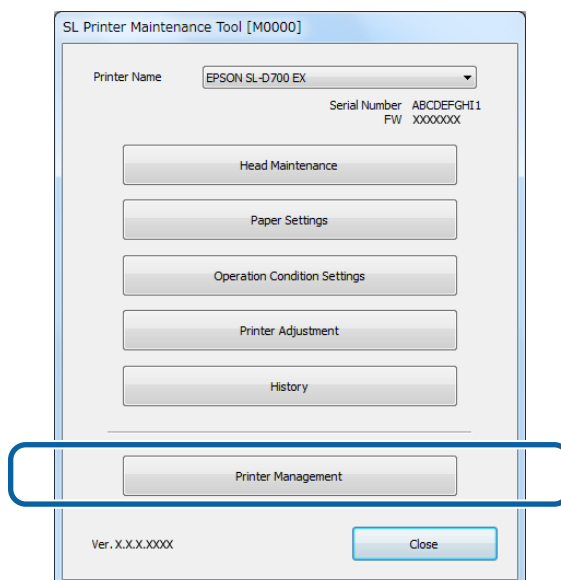 SL Printer Maintenance Tool [M0000]
Printer Name EPSON SL-D700 EX
Serial Number ABCDEFGHI1
FW XXXXXXX
Head Maintenance
Paper Settings
Operation Condition Settings
Printer Adjustment
History
Printer Management
Ver. X.X.X.XXXX Close